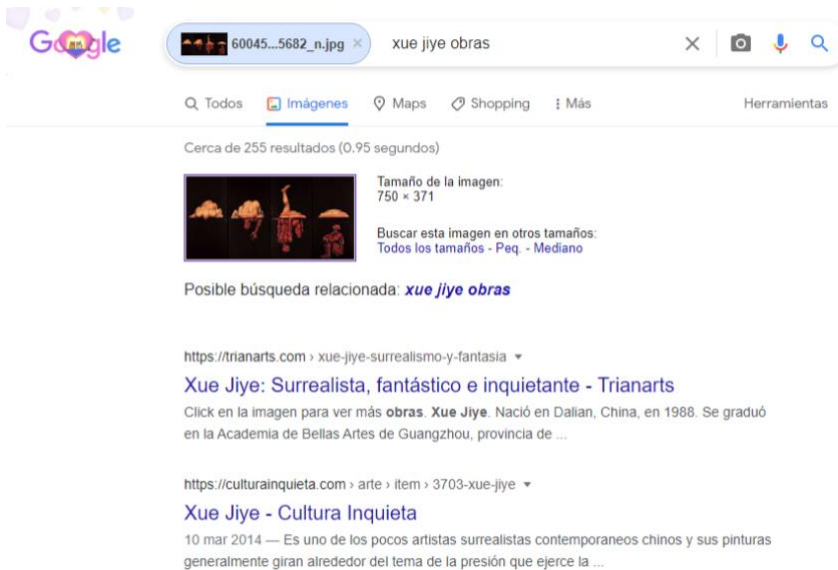 Google
60045...5682_n.jpg × xue jiye obras
Todos Imágenes Maps Shopping Más Herramientas
Cerca de 255 resultados (0.95 segundos)
Tamaño de la imagen:
750 × 371
Buscar esta imagen en otros tamaños:
Todos los tamaños - Peq. - Mediano
Posible búsqueda relacionada: xue jiye obras
https://trianarts.com › xue-jiye-surrealismo-y-fantasia
Xue Jiye: Surrealista, fantástico e inquietante - Trianarts
Click en la imagen para ver más obras. Xue Jiye. Nació en Dalian, China, en 1988. Se graduó
en la Academia de Bellas Artes de Guangzhou, provincia de ...
https://culturainquieta.com › arte › item › 3703-xue-jiye
Xue Jiye - Cultura Inquieta
10 mar 2014 — Es uno de los pocos artistas surrealistas contemporaneos chinos y sus pinturas
generalmente giran alrededor del tema de la presión que ejerce la ...